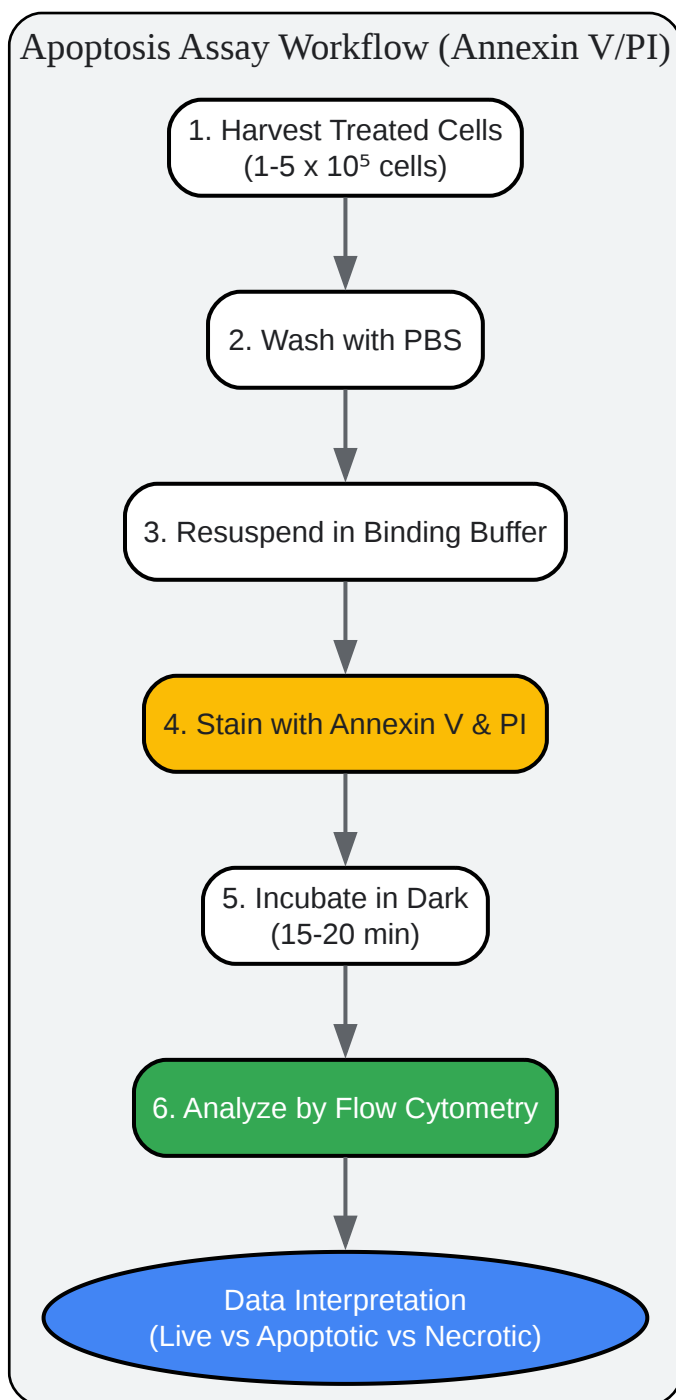 Apoptosis Assay Workflow (Annexin V/PI)
1. Harvest Treated Cells
(1-5 x 10⁵ cells)
2. Wash with PBS
3. Resuspend in Binding Buffer
4. Stain with Annexin V & PI
5. Incubate in Dark
(15-20 min)
6. Analyze by Flow Cytometry
Data Interpretation
(Live vs Apoptotic vs Necrotic)